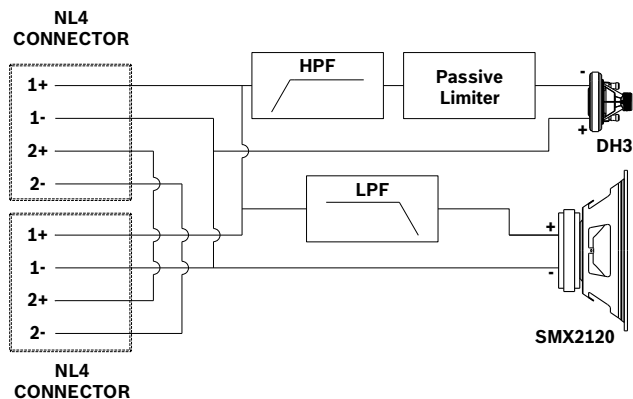 NL4
CONNECTOR
1+
1-
2+
2-
HPF
Passive
Limiter
-
+
DH3
LPF
1+
1-
2+
2-
+
-
SMX2120
NL4
CONNECTOR